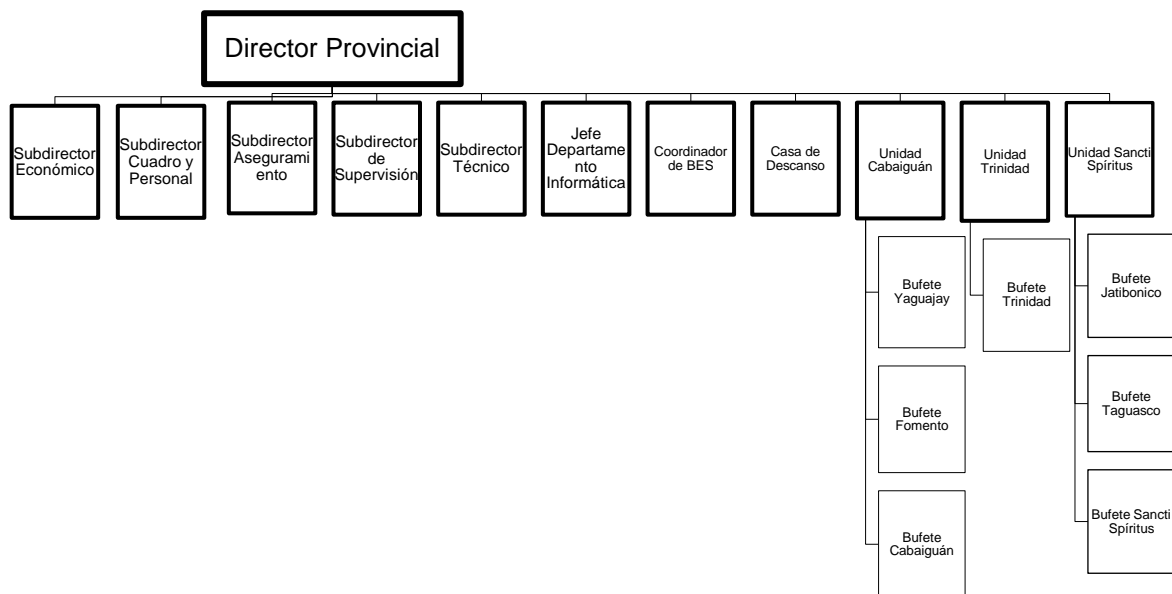 Director Provincial
Subdirector
Económico
Subdirector
Cuadro y
Personal
Subdirector
Aseguramie
nto
Subdirector
de
Supervisión
Subdirector
Técnico
Jefe
Departame
nto
Informática
Coordinador
de BES
Casa de
Descanso
Unidad
Cabaiguán
Unidad
Trinidad
Unidad Sancti
Spíritus
Bufete
Yaguajay
Bufete
Fomento
Bufete
Cabaiguán
Bufete
Trinidad
Bufete
Jatibonico
Bufete
Taguasco
Bufete Sancti
Spíritus